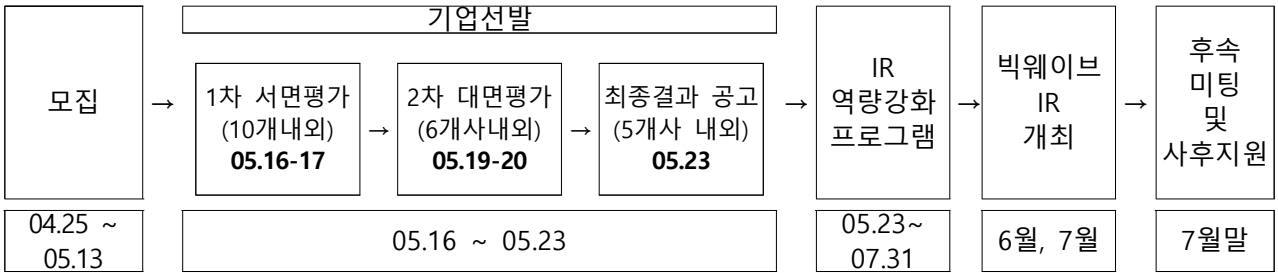 기업선발
모집
→
1차 서면평가
(10개내외)
05.16-17
→
2차 대면평가
(6개사내외)
05.19-20
→
최종결과 공고
(5개사 내외)
05.23
→
IR
역량강화
프로그램
→
빅웨이브
IR
개최
→
후속
미팅
및
사후지원
04.25 ~
05.13
05.16 ~ 05.23
05.23~
07.31
6월, 7월
7월말